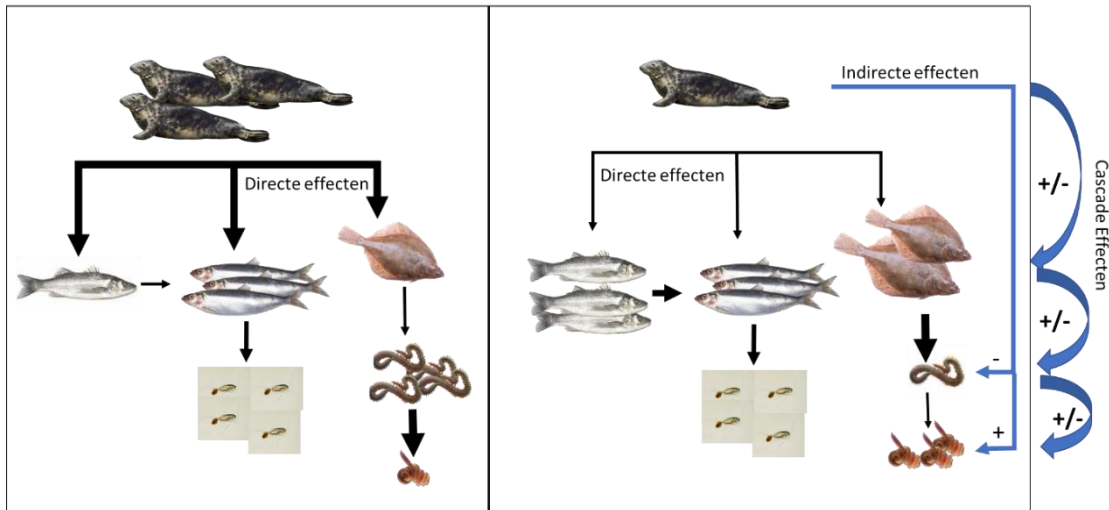 Directe effecten
Indirecte effecten
Directe effecten
-
+
+/-
+/-
+/-
Cascade Effecten